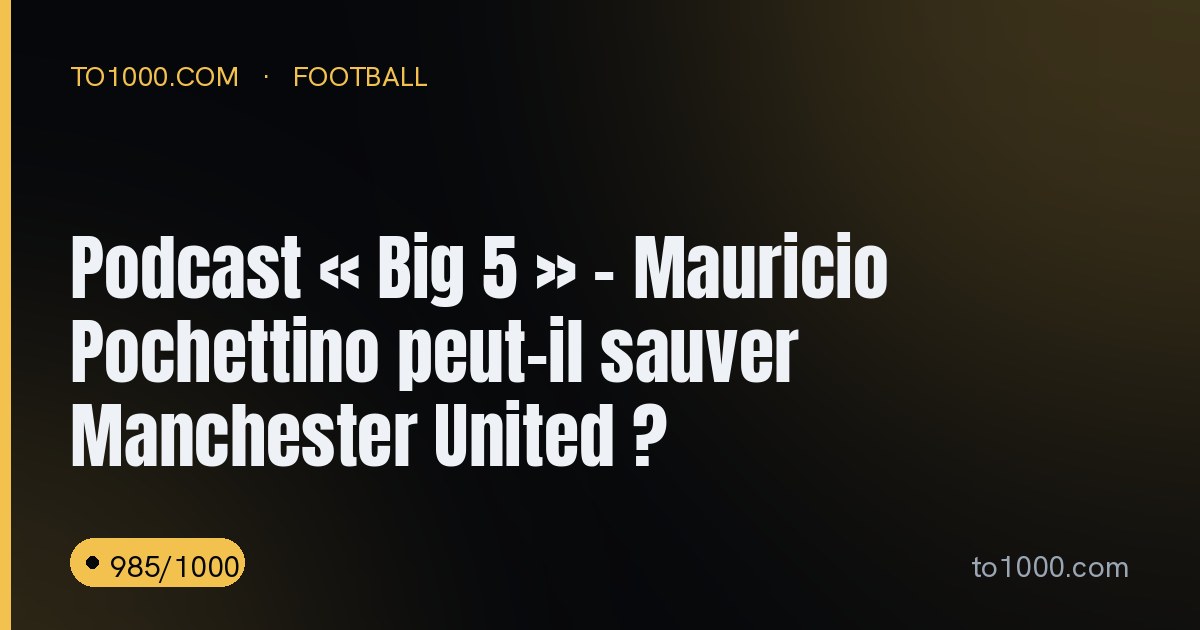 TO1000.COM · FOOTBALL
Podcast « Big 5 » - Mauricio
Pochettino peut-il sauver
Manchester United ?
985/1000
to1000.com